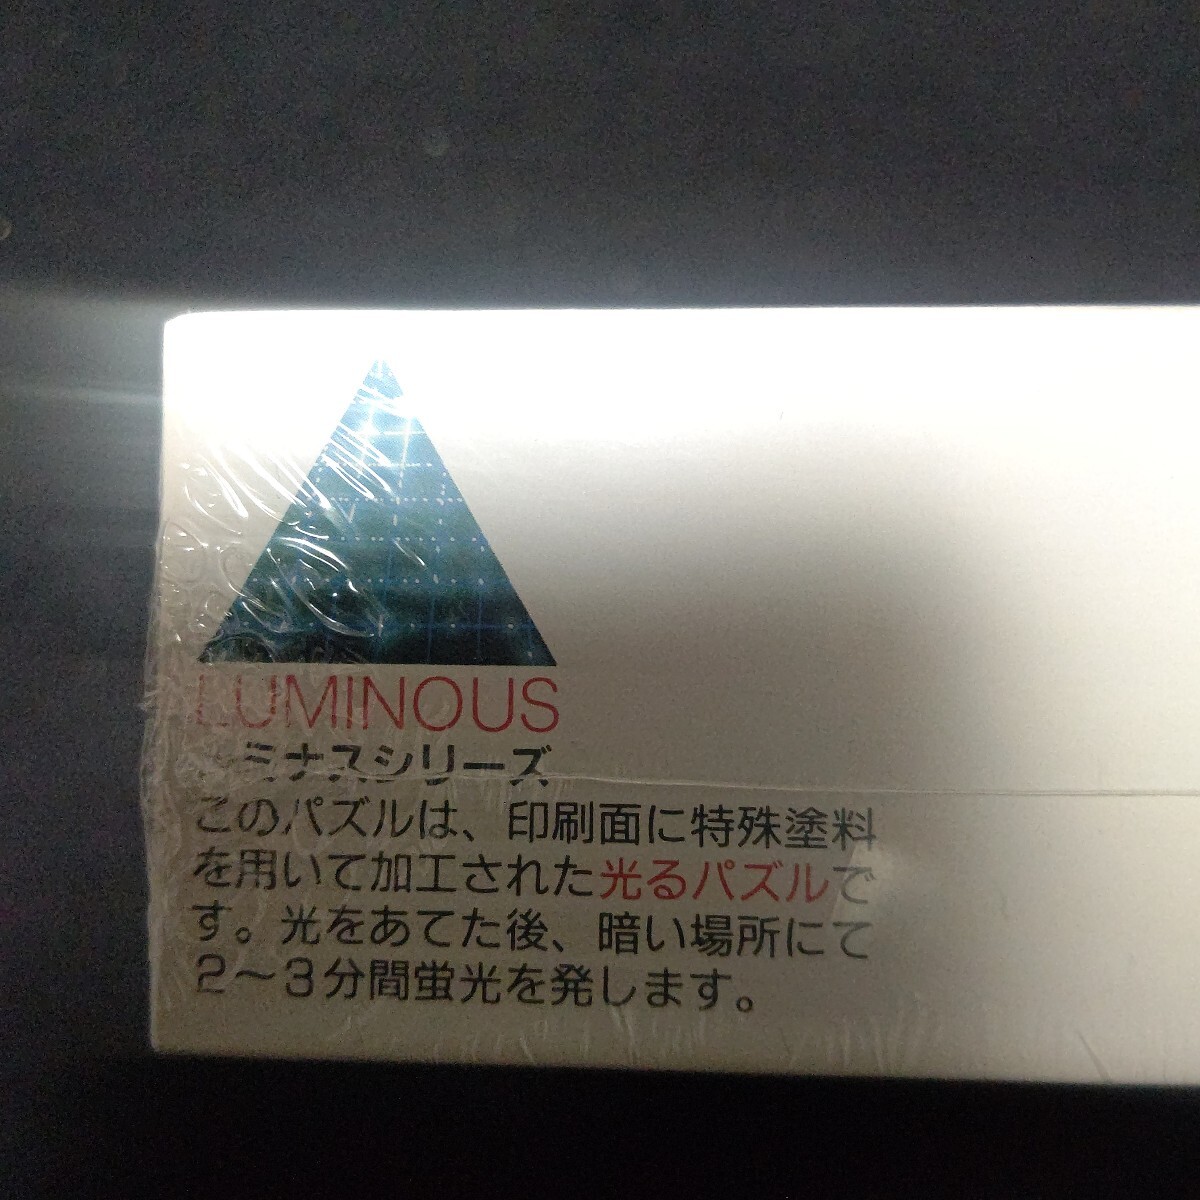 LUMINOUS
ルミナスシリーズ
このパズルは、印刷面に特殊塗料
を用いて加工された光るパズルで
す。光をあてた後、暗い場所にて
2〜3分間蛍光を発します。